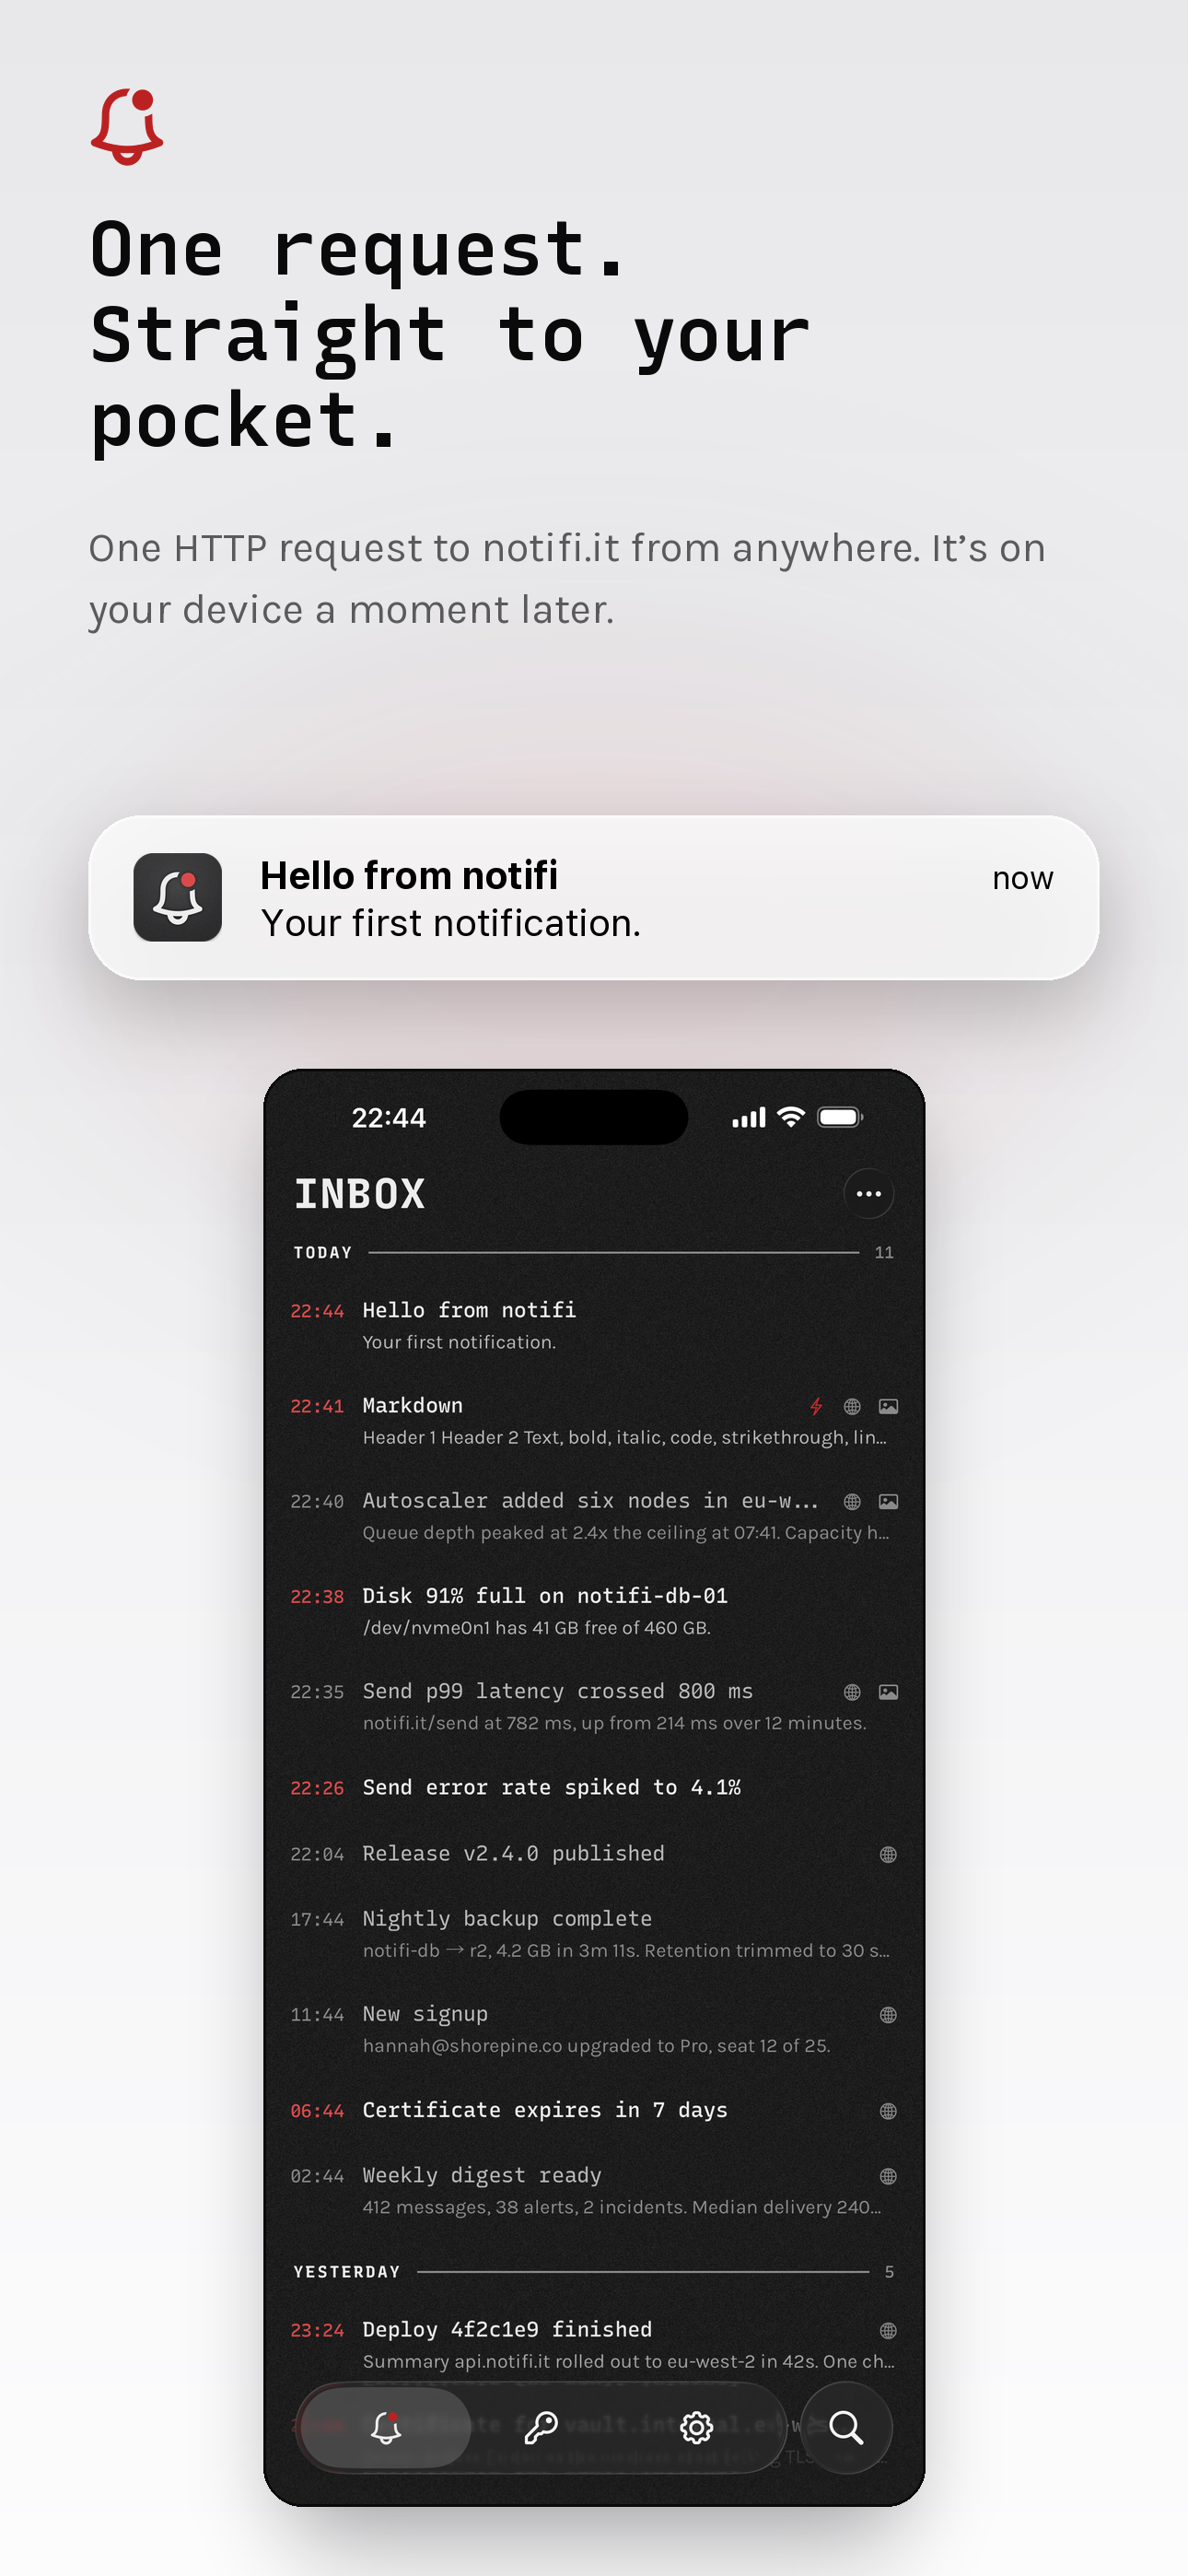 One request.
Straight to your
pocket.
One HTTP request to notifi.it from anywhere. It’s on
your device a moment later.
Hello from notifi
now
Your first notification.
22:44
INBOX
TODAY 11
22:44 Hello from notifi
Your first notification.
22:41 Markdown
Header 1 Header 2 Text, bold, italic, code, strikethrough, lin...
22:40 Autoscaler added six nodes in eu-w...
Queue depth peaked at 2.4x the ceiling at 07:41. Capacity h...
22:38 Disk 91% full on notifi-db-01
/dev/nvme0n1 has 41 GB free of 460 GB.
22:35 Send p99 latency crossed 800 ms
notifi.it/send at 782 ms, up from 214 ms over 12 minutes.
22:26 Send error rate spiked to 4.1%
22:04 Release v2.4.0 published
17:44 Nightly backup complete
notifi-db → r2, 4.2 GB in 3m 11s. Retention trimmed to 30 s...
11:44 New signup
hannah@shorepine.co upgraded to Pro, seat 12 of 25.
06:44 Certificate expires in 7 days
02:44 Weekly digest ready
412 messages, 38 alerts, 2 incidents. Median delivery 240...
YESTERDAY 5
23:24 Deploy 4f2c1e9 finished
Summary api.notifi.it rolled out to eu-west-2 in 42s. One ch...